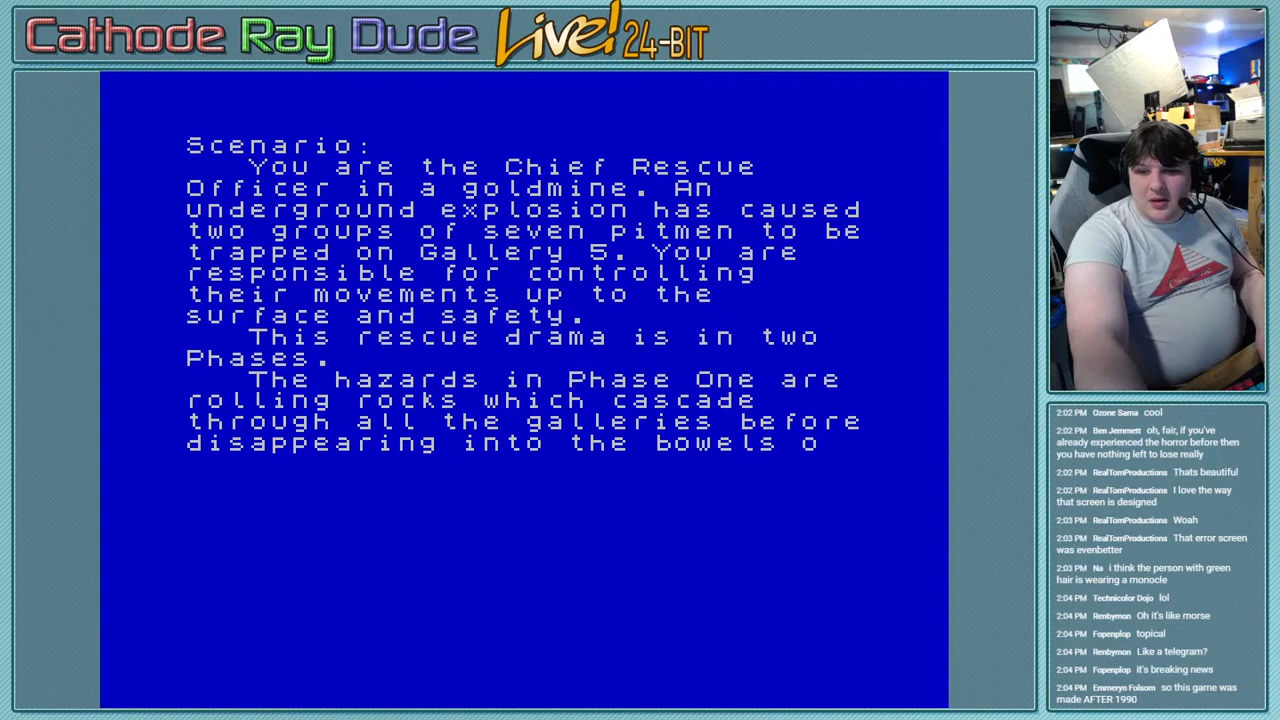 Cathode Ray Dude Live! 24-BIT
Scenario:
You are the Chief Rescue
Officer in a goldmine. An
underground explosion has caused
two groups of seven pitmen to be
trapped on Gallery 5. You are
responsible for controlling
their movements up to the
surface and safety.
This rescue drama is in two
Phases.
The hazards in Phase One are
rolling rocks which cascade
through all the galleries before
disappearing into the bowels o
2:02 PM Ozone Sama cool
2:02 PM Ben Jemmett oh, fair, if you've
already experienced the horror before then
you have nothing left to lose really
2:02 PM RealTomProductions Thats beautiful
2:02 PM RealTomProductions I love the way
that screen is designed
2:03 PM RealTomProductions Woah
2:03 PM RealTomProductions That error screen
was evenbetter
2:03 PM Na i think the person with green
hair is wearing a monocle
2:04 PM Technicolor Dojo lol
2:04 PM Renbymon Oh it's like morse
2:04 PM Fopenplop topical
2:04 PM Renbymon Like a telegram?
2:04 PM Fopenplop it's breaking news
2:04 PM Emmeryn Folsom so this game was
made AFTER 1990